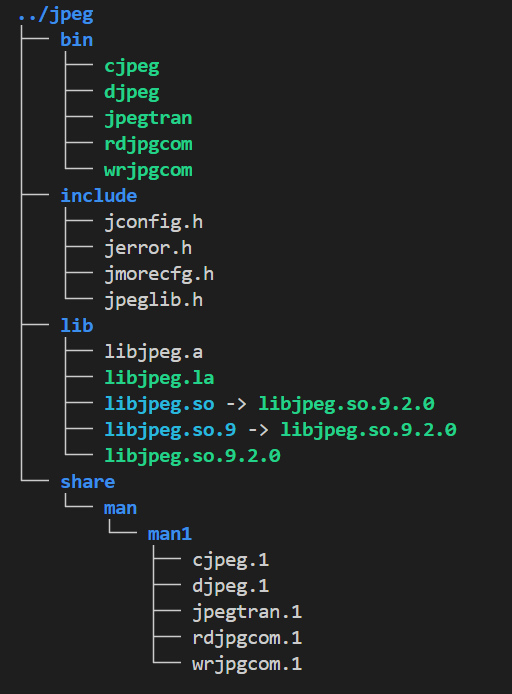 ../jpeg
├── bin
│   ├── cjpeg
│   ├── djpeg
│   ├── jpegtran
│   ├── rdjpgcom
│   └── wrjpgcom
├── include
│   ├── jconfig.h
│   ├── jerror.h
│   ├── jmorecfg.h
│   └── jpeglib.h
├── lib
│   ├── libjpeg.a
│   ├── libjpeg.la
│   ├── libjpeg.so -> libjpeg.so.9.2.0
│   ├── libjpeg.so.9 -> libjpeg.so.9.2.0
│   └── libjpeg.so.9.2.0
└── share
    └── man
        └── man1
            ├── cjpeg.1
            ├── djpeg.1
            ├── jpegtran.1
            ├── rdjpgcom.1
            └── wrjpgcom.1